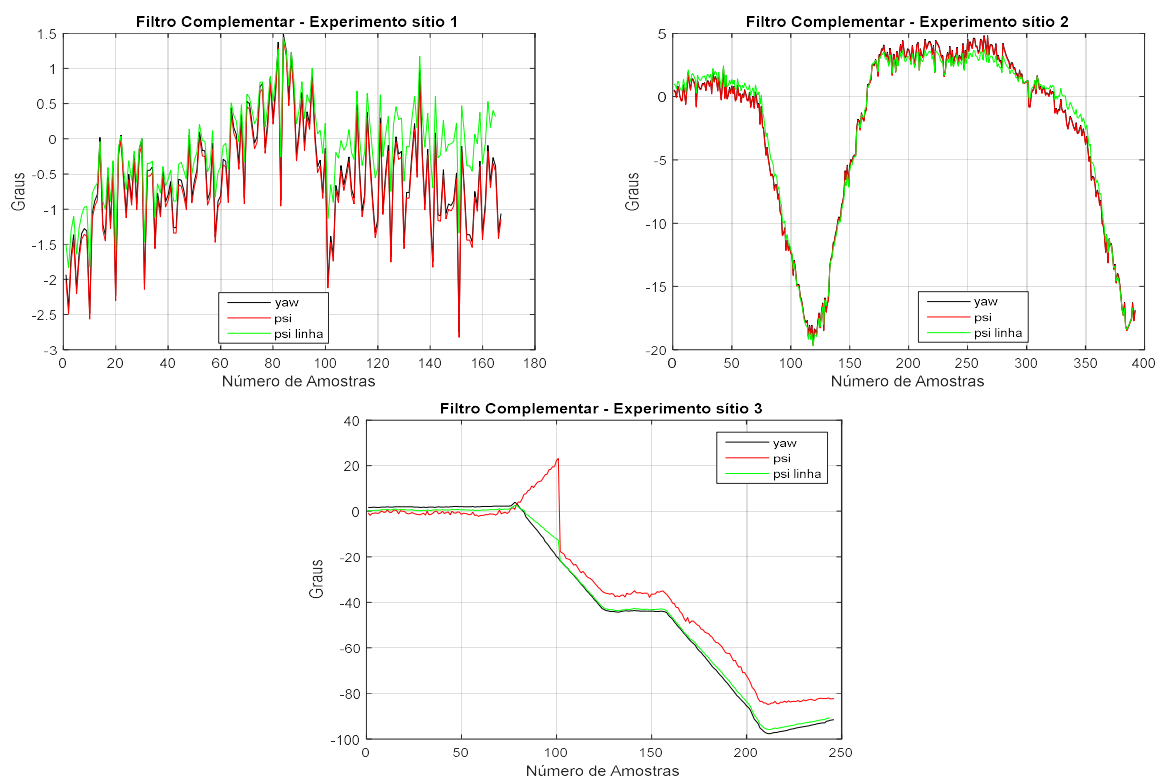 Filtro Complementar - Experimento sítio 1
1.5
1
0.5
0
-0.5
-1
-1.5
-2
-2.5
-3
Graus
yaw
psi
psi linha
0 20 40 60 80 100 120 140 160 180
Número de Amostras
Filtro Complementar - Experimento sítio 2
5
0
-5
-10
-15
-20
Graus
yaw
psi
psi linha
0 50 100 150 200 250 300 350 400
Número de Amostras
Filtro Complementar - Experimento sítio 3
40
20
0
-20
-40
-60
-80
-100
Graus
yaw
psi
psi linha
0 50 100 150 200 250
Número de Amostras